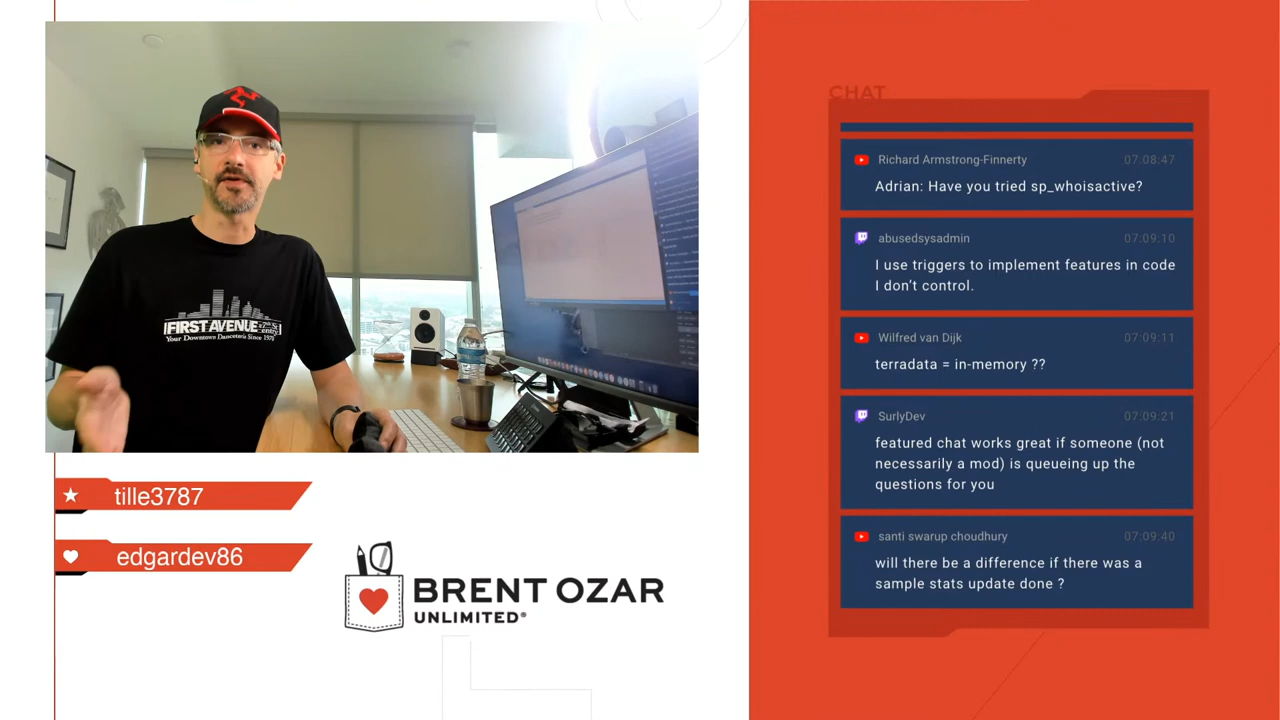 FIRST AVENUE
Your Downtown Danceteria Since 1970
tille3787
edgardev86
BRENT OZAR
UNLIMITED®
CHAT
Richard Armstrong-Finnerty 07:08:47
Adrian: Have you tried sp_whoisactive?
abusedsysadmin 07:09:10
I use triggers to implement features in code
I don't control.
Wilfred van Dijk 07:09:11
terradata = in-memory ??
SurlyDev 07:09:21
featured chat works great if someone (not
necessarily a mod) is queueing up the
questions for you
santi swarup choudhury 07:09:40
will there be a difference if there was a
sample stats update done ?